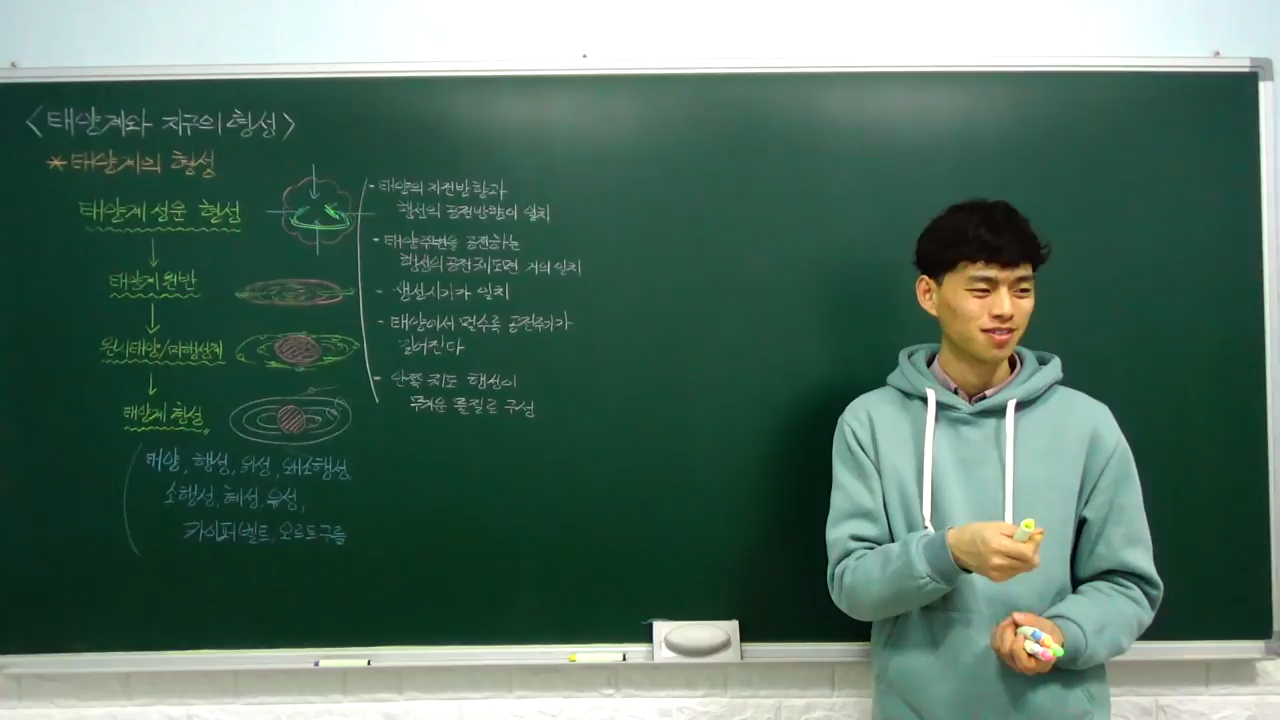 <태양계와 지구의 형성>
*태양계의 형성
태양계 성운 형성
↓
태양계 원반
↓
원시태양/미행성체
↓
태양계 형성
태양, 행성, 위성, 왜소행성,
소행성, 혜성, 유성,
카이퍼벨트, 오르트구름
- 태양의 자전방향과
행성의 공전방향이 일치
- 태양주변을 공전하는
행성의 공전궤도면 거의 일치
- 생성시기가 일치
- 태양에서 멀수록 공전주기가
길어진다
- 안쪽 궤도 행성이
무거운 물질로 구성